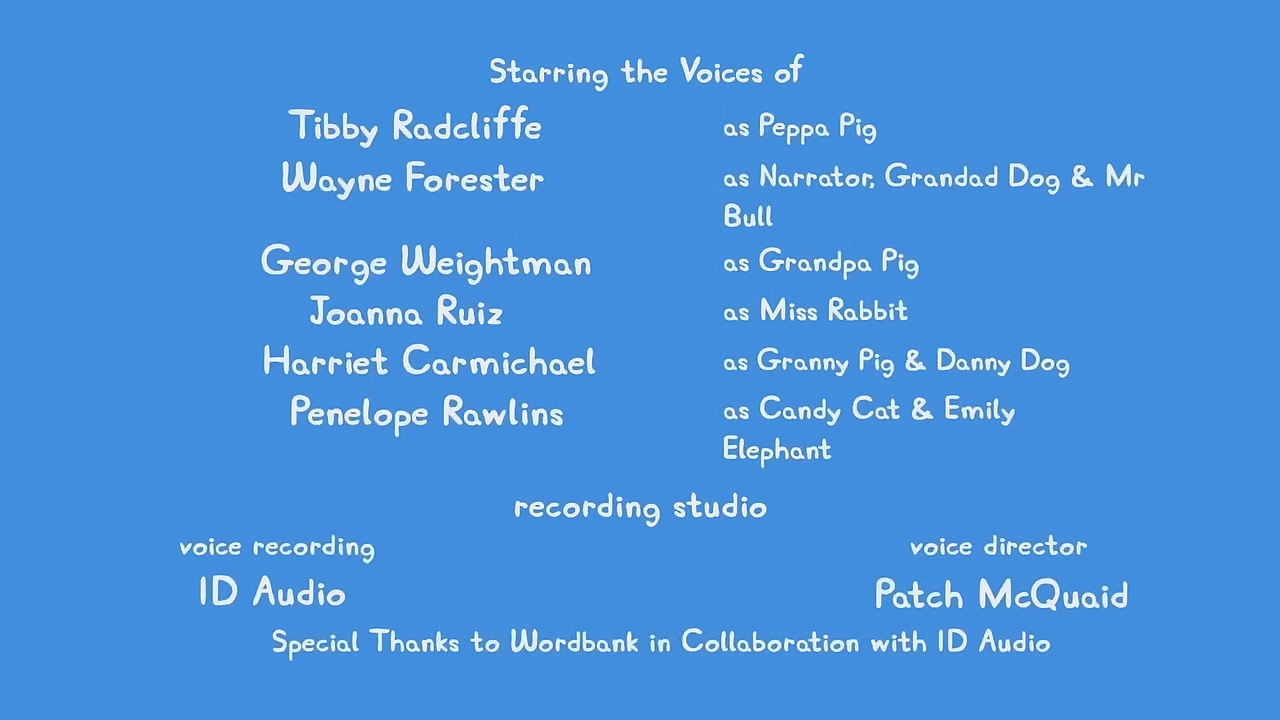 Starring the Voices of
Tibby Radcliffe as Peppa Pig
Wayne Forester as Narrator, Grandad Dog & Mr
Bull
George Weightman as Grandpa Pig
Joanna Ruiz as Miss Rabbit
Harriet Carmichael as Granny Pig & Danny Dog
Penelope Rawlins as Candy Cat & Emily
Elephant
recording studio
voice recording voice director
ID Audio Patch McQuaid
Special Thanks to Wordbank in Collaboration with ID Audio